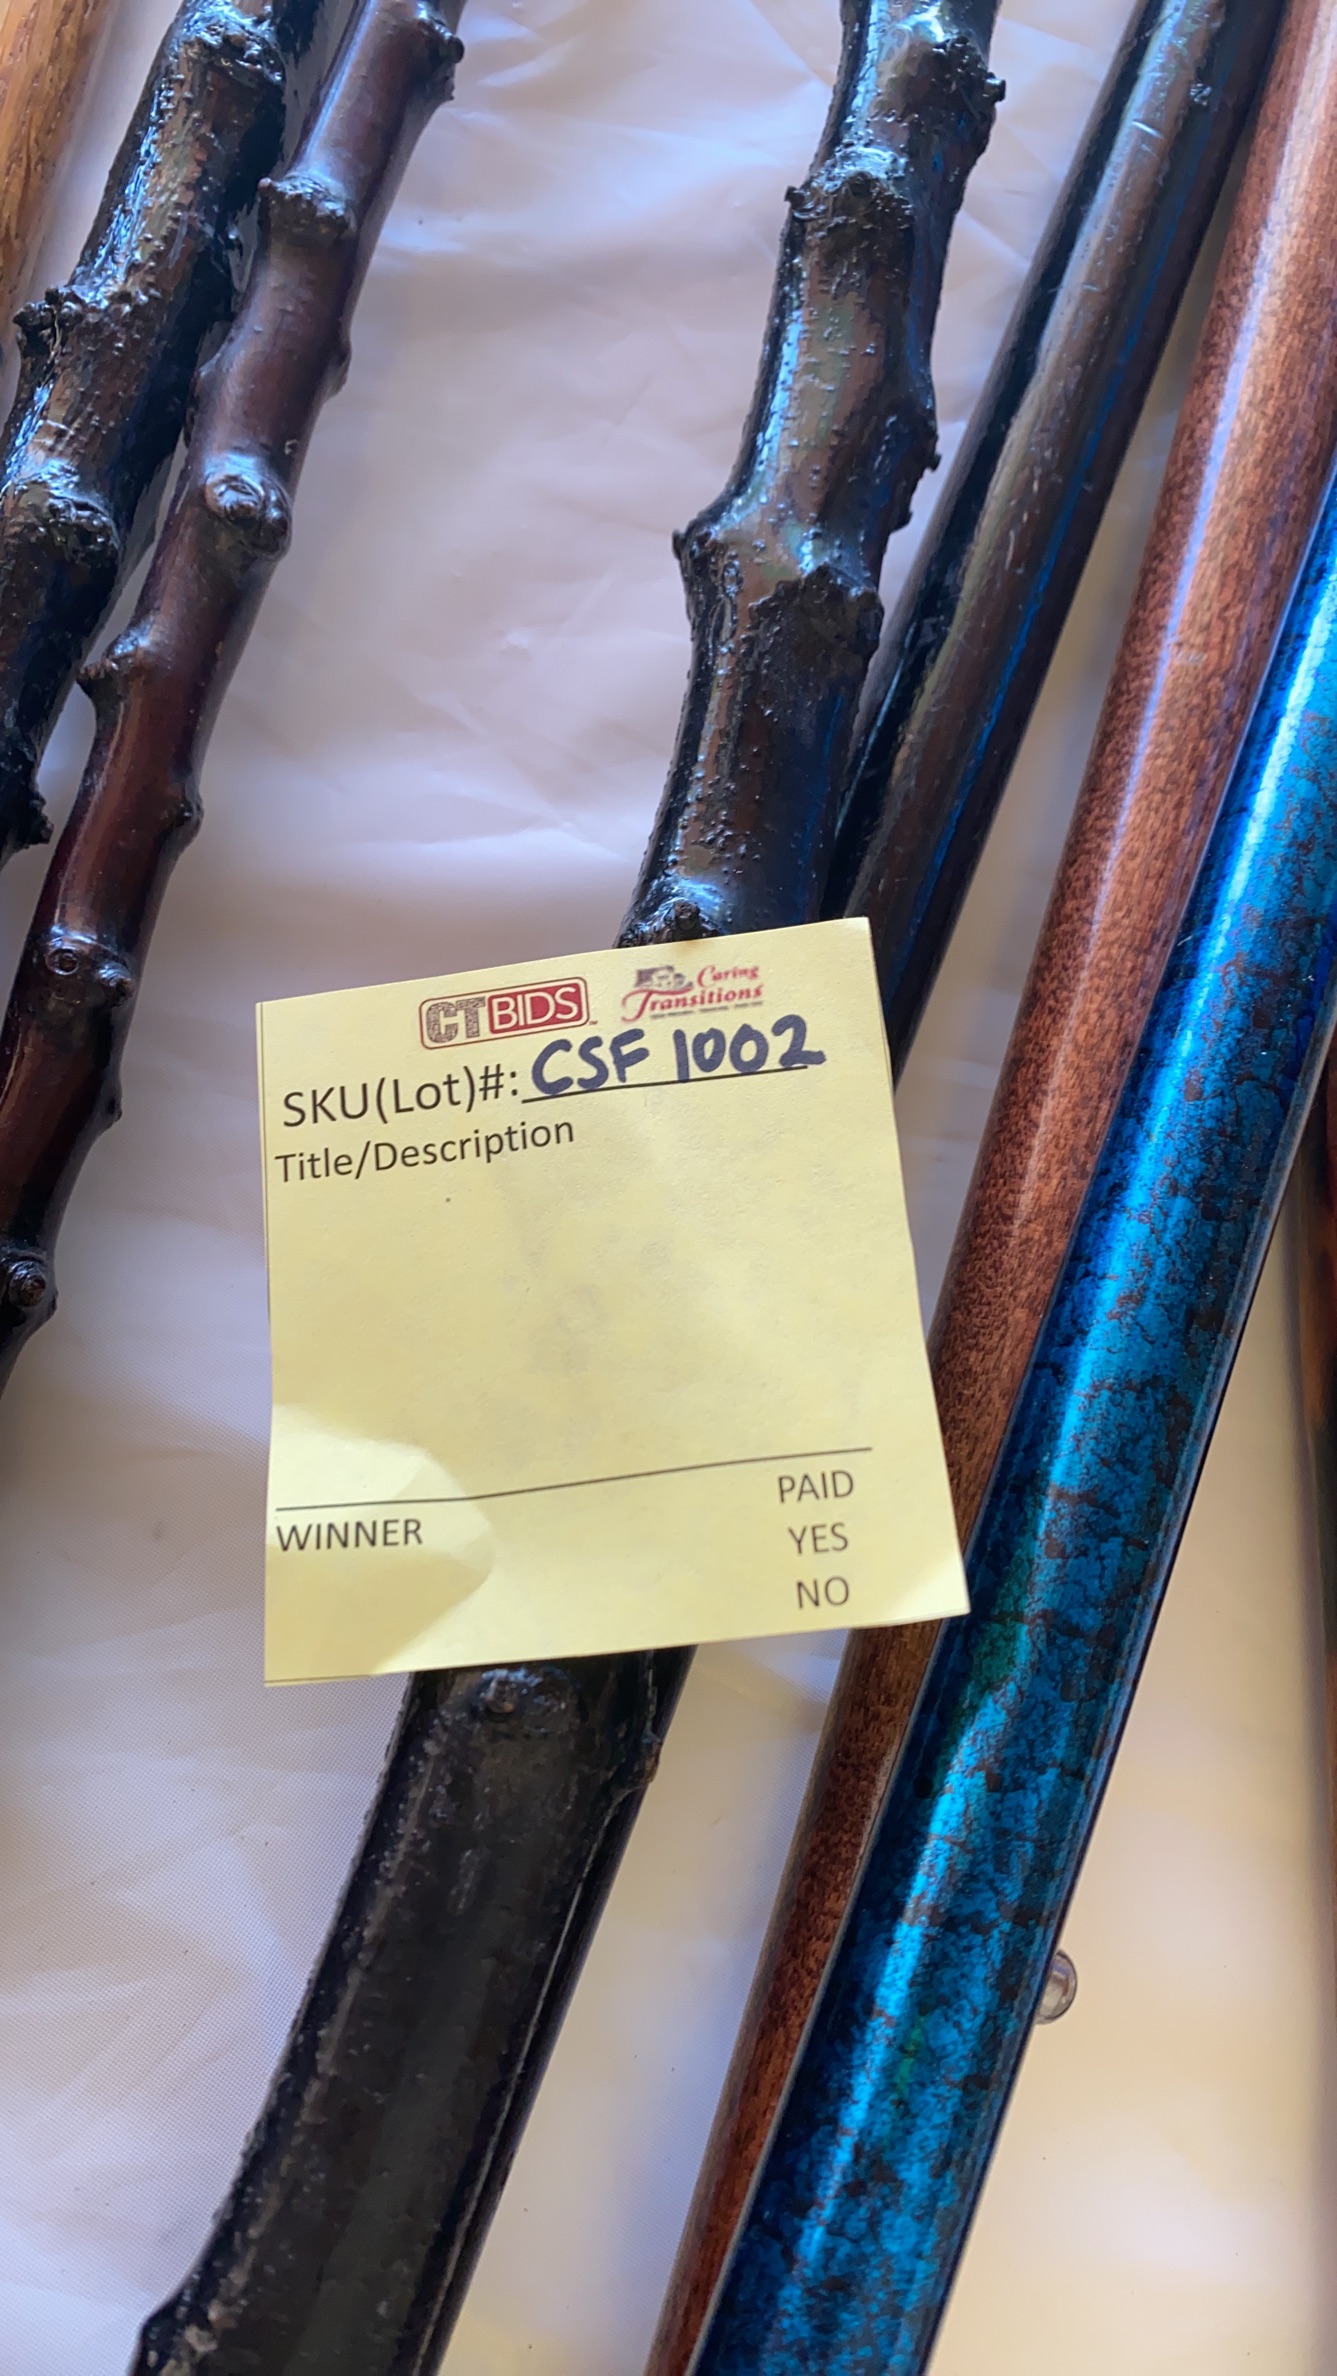 CTBIDS Caring Transitions
SKU(Lot)#: CSF 1002
Title/Description
WINNER
PAID
YES
NO